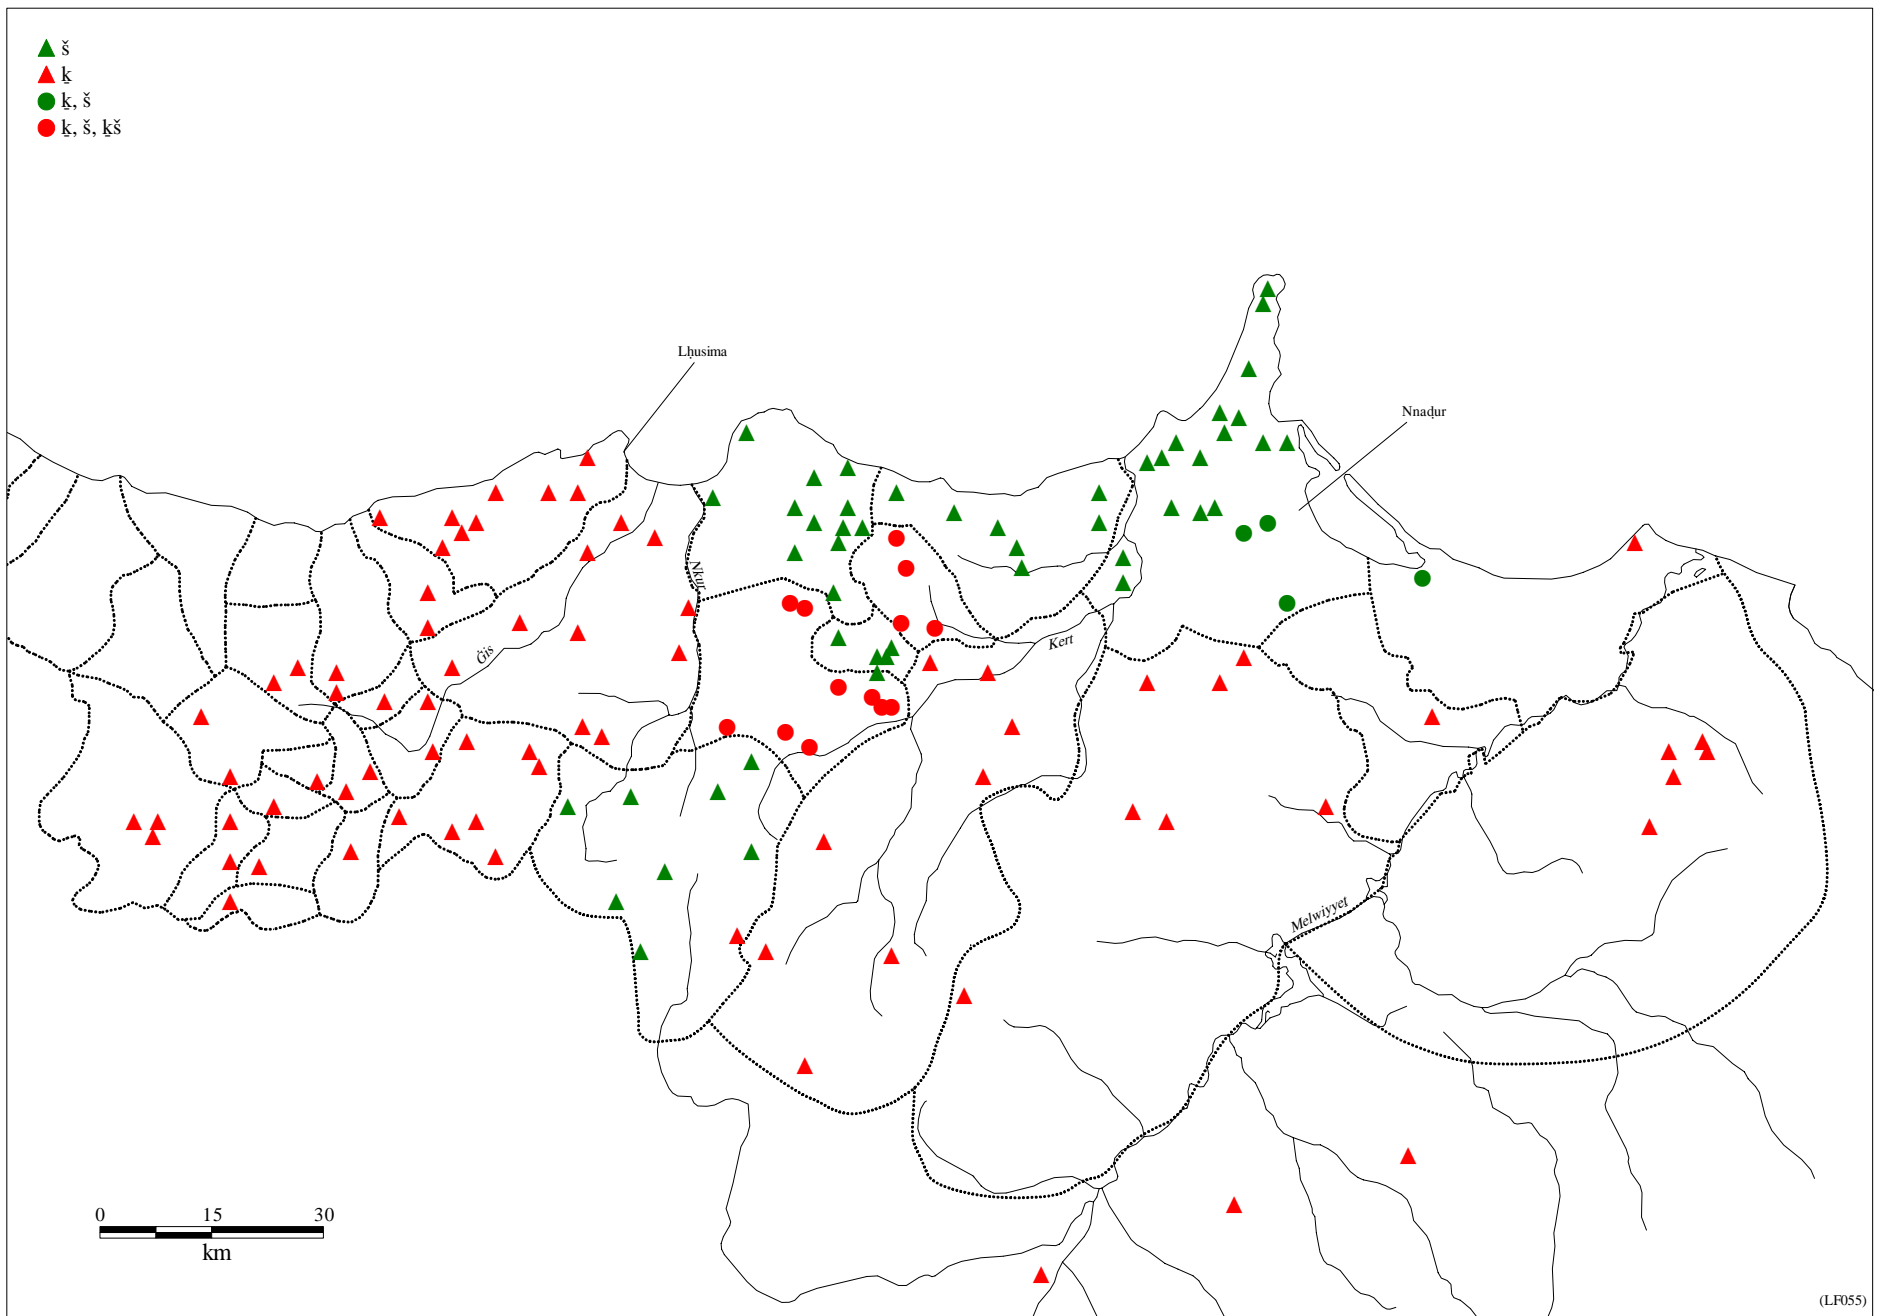 š
ḵ
ḵ, š
ḵ, š, ḵš
Lḥusima
Nnaḍur
Nkur
Ġis
Kert
Melwiyyet
0 15 30
km
(LF055)